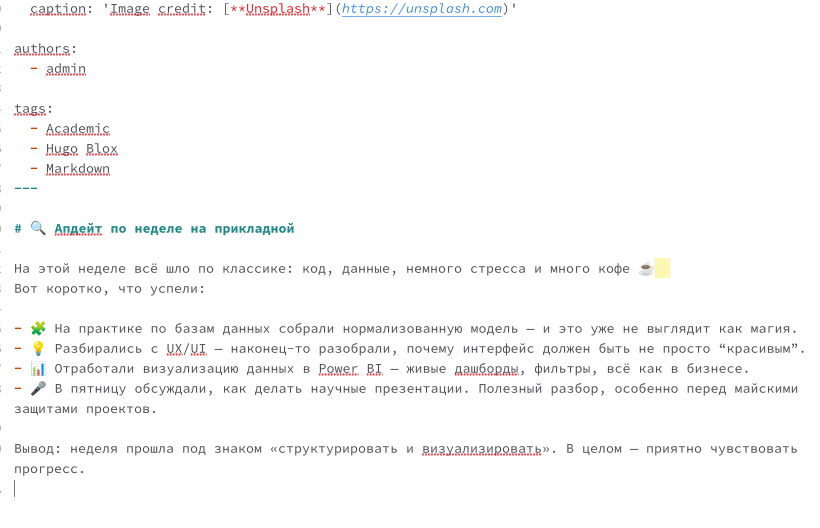 caption: 'Image credit: [**Unsplash**](https://unsplash.com)'
authors:
- admin
tags:
- Academic
- Hugo Blox
- Markdown
---
# 🔍 Апдейт по неделе на прикладной
На этой неделе всё шло по классике: код, данные, немного стресса и много кофе ☕
Вот коротко, что успели:
- 🧩 На практике по базам данных собрали нормализованную модель — и это уже не выглядит как магия.
- 💡 Разбирались с UX/UI — наконец-то разобрали, почему интерфейс должен быть не просто “красивым”.
- 📊 Отработали визуализацию данных в Power BI — живые дашборды, фильтры, всё как в бизнесе.
- 🎤 В пятницу обсуждали, как делать научные презентации. Полезный разбор, особенно перед майскими
защитами проектов.
Вывод: неделя прошла под знаком «структурировать и визуализировать». В целом — приятно чувствовать
прогресс.